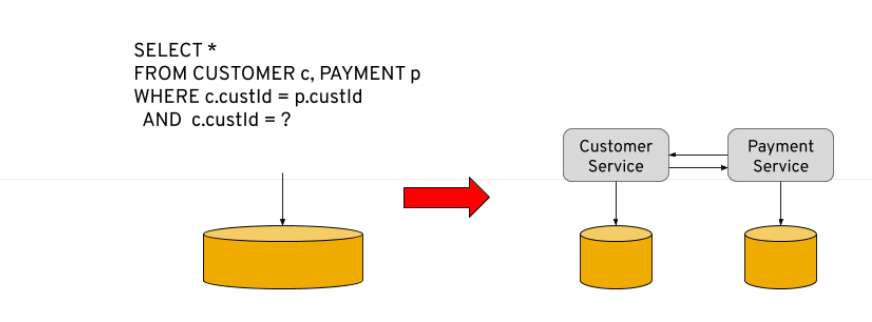 SELECT *
FROM CUSTOMER c, PAYMENT p
WHERE c.custId = p.custId
AND c.custId = ?
Customer
Service
Payment
Service